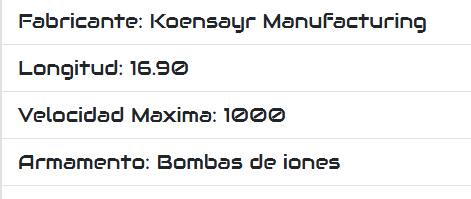 Fabricante: Koensayr Manufacturing
Longitud: 16.90
Velocidad Maxima: 1000
Armamento: Bombas de iones